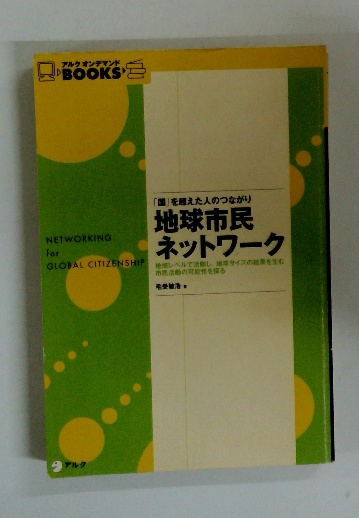 アルク オンデマンド
BOOKS
「国」を超えた人のつながり
地球市民
ネットワーク
地域レベルで活動し、地球サイズの結果を生む
市民活動の可能性を探る
毛受敏浩 著
NETWORKING
for
GLOBAL CITIZENSHIP
アルク